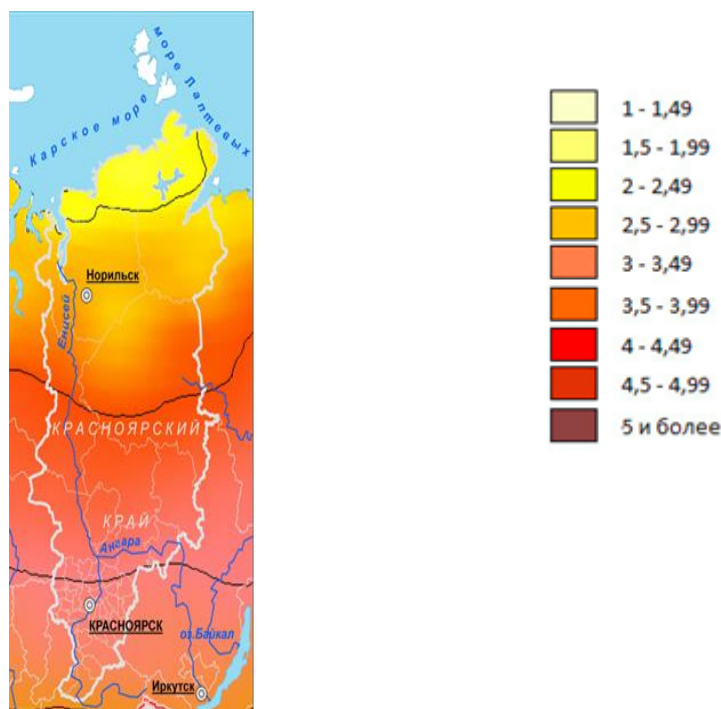 море Лаптевых
Карское море
Норильск
Енисей
КРАСНОЯРСКИЙ
КРАЙ
Ангара
КРАСНОЯРСК
оз.Байкал
Иркутск
1 - 1,49
1,5 - 1,99
2 - 2,49
2,5 - 2,99
3 - 3,49
3,5 - 3,99
4 - 4,49
4,5 - 4,99
5 и более